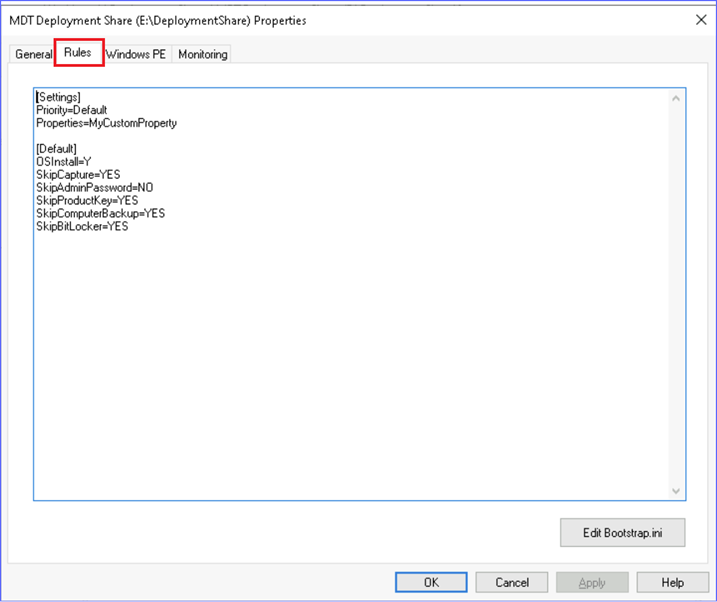 MDT Deployment Share (E:\DeploymentShare) Properties
General Rules Windows PE Monitoring
[Settings]
Priority=Default
Properties=MyCustomProperty
[Default]
OSInstall=Y
SkipCapture=YES
SkipAdminPassword=NO
SkipProductKey=YES
SkipComputerBackup=YES
SkipBitLocker=YES
Edit Bootstrap.ini
OK Cancel Apply Help